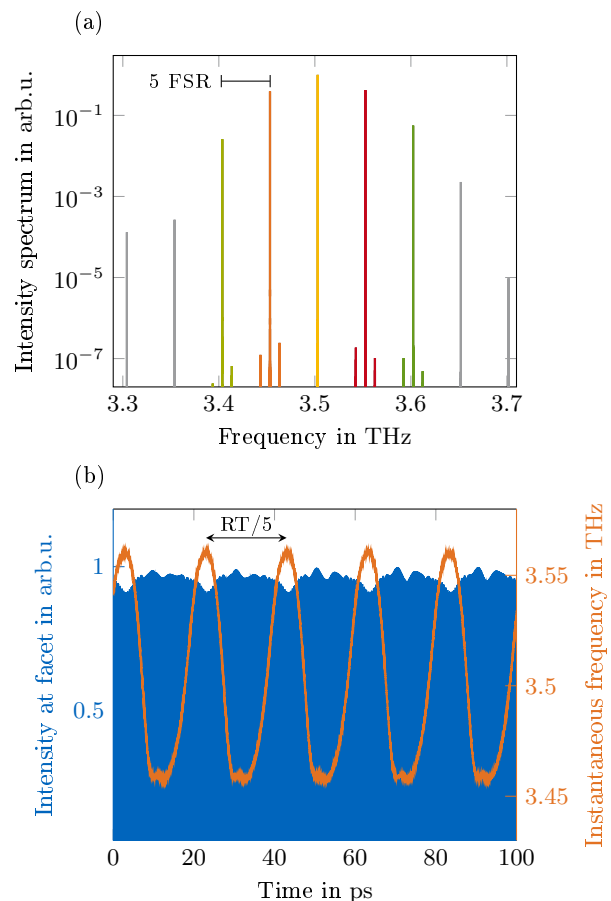 (a)
5 FSR
10⁻¹
10⁻³
10⁻⁵
10⁻⁷
Intensity spectrum in arb.u.
3.3 3.4 3.5 3.6 3.7
Frequency in THz
(b)
RT/5
1
0.5
Intensity at facet in arb.u.
3.55
3.5
3.45
Instantaneous frequency in THz
0 20 40 60 80 100
Time in ps